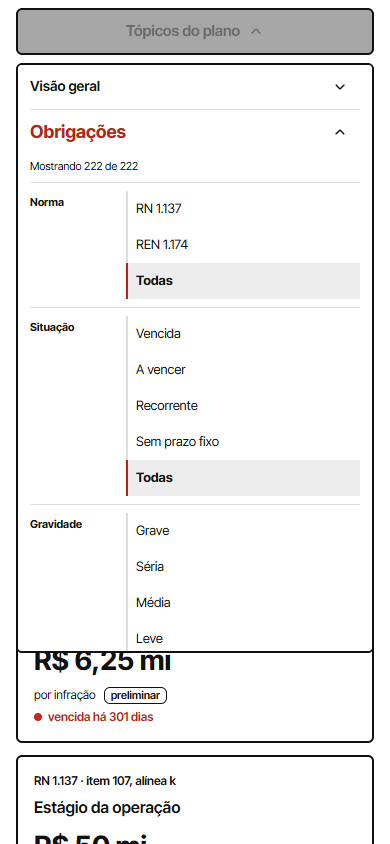 Tópicos do plano
Visão geral
Obrigações
Mostrando 222 de 222
Norma
RN 1.137
REN 1.174
Todas
Situação
Vencida
A vencer
Recorrente
Sem prazo fixo
Todas
Gravidade
Grave
Séria
Média
Leve
R$ 6,25 mi
por infração preliminar
vencida há 301 dias
RN 1.137 · item 107, alínea k
Estágio da operação
R$ 50 mi